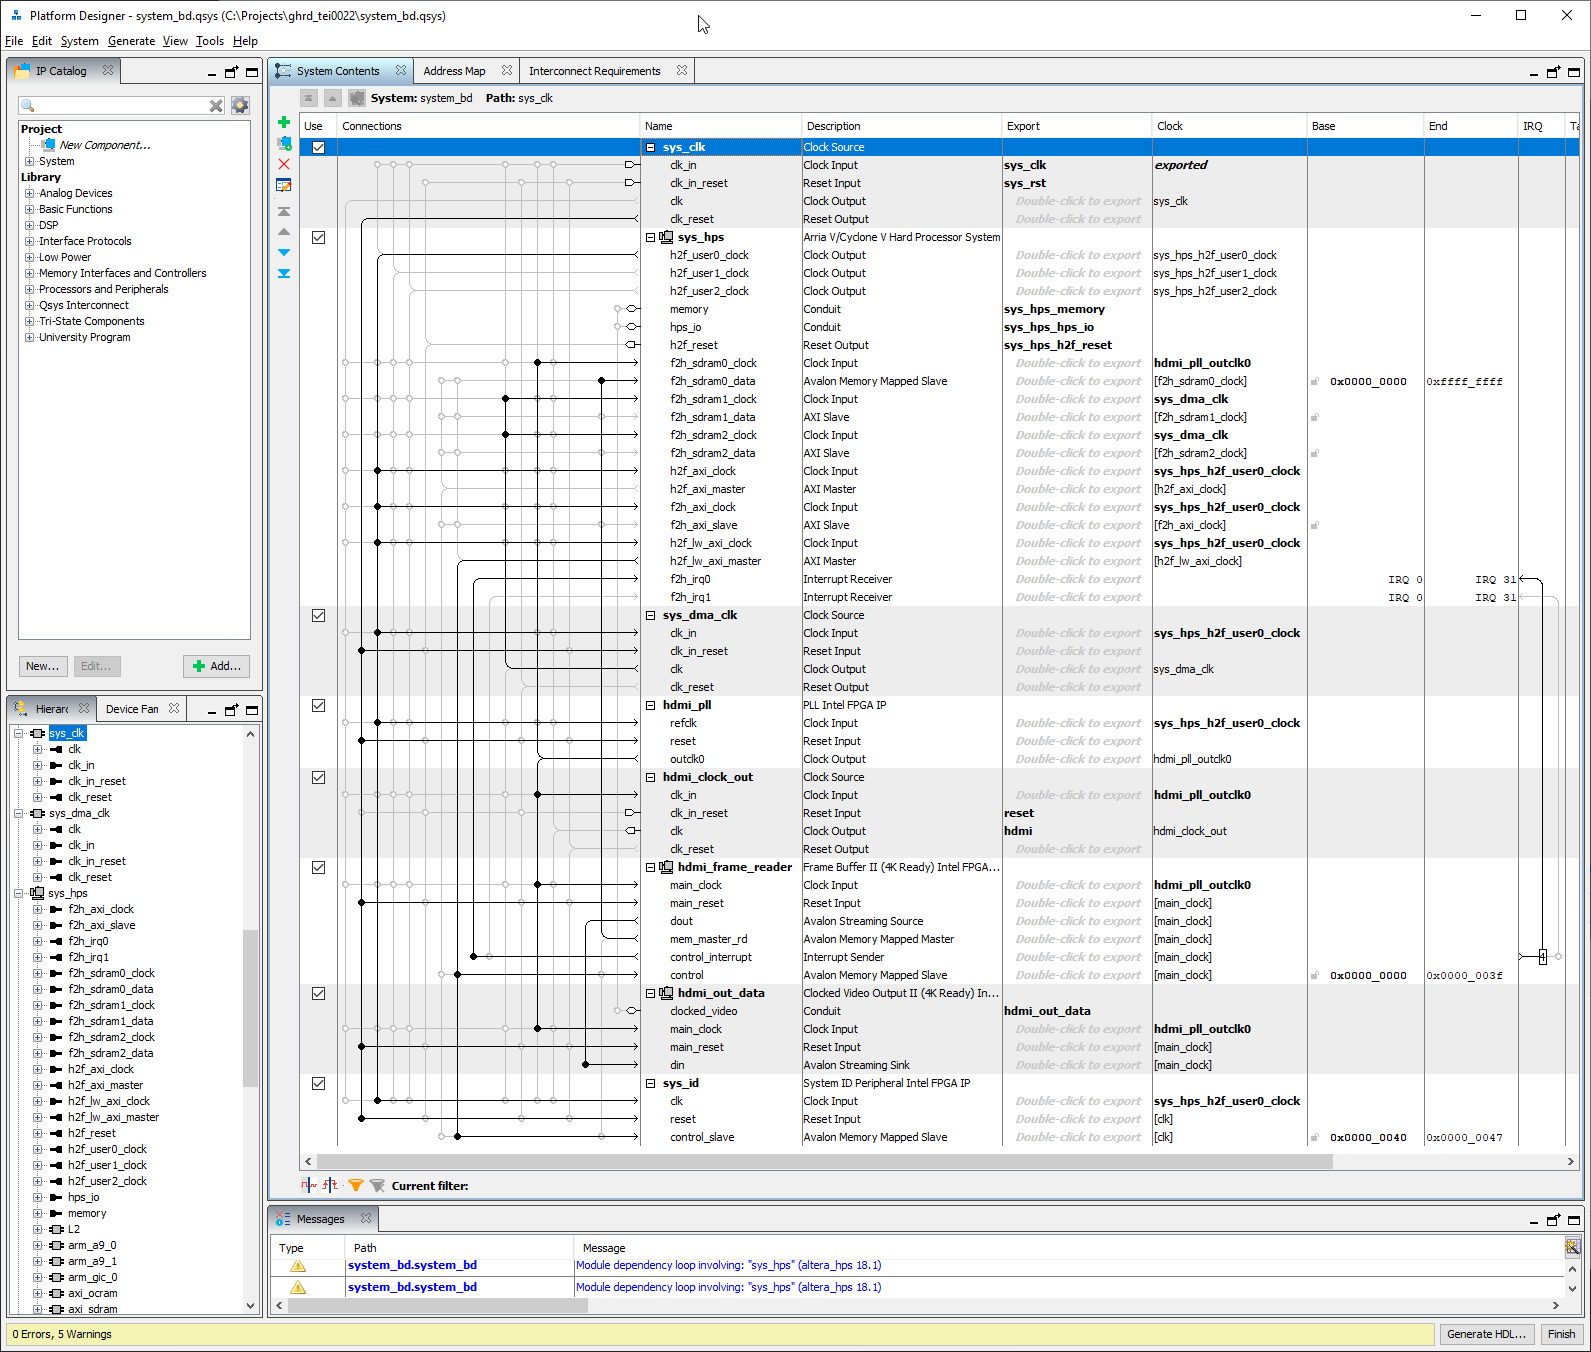 Platform Designer - system_bd.qsys (C:\Projects\ghrd_tei0022\system_bd.qsys)
File Edit System Generate View Tools Help
IP Catalog
Project
New Component...
System
Library
Analog Devices
Basic Functions
DSP
Interface Protocols
Low Power
Memory Interfaces and Controllers
Processors and Peripherals
Qsys Interconnect
Tri-State Components
University Program
New... Edit... Add...
Hierarc Device Fan
sys_clk
clk
clk_in
clk_in_reset
clk_reset
sys_dma_clk
clk
clk_in
clk_in_reset
clk_reset
sys_hps
f2h_axi_clock
f2h_axi_slave
f2h_irq0
f2h_irq1
f2h_sdram0_clock
f2h_sdram0_data
f2h_sdram1_clock
f2h_sdram1_data
f2h_sdram2_clock
f2h_sdram2_data
h2f_axi_clock
h2f_axi_master
h2f_lw_axi_clock
h2f_lw_axi_master
h2f_reset
h2f_user0_clock
h2f_user1_clock
h2f_user2_clock
hps_io
memory
L2
arm_a9_0
arm_a9_1
arm_gic_0
axi_ocram
axi_sdram
System Contents Address Map Interconnect Requirements
System: system_bd Path: sys_clk
Use Connections Name Description Export Clock Base End IRQ Ta
sys_clk Clock Source
clk_in Clock Input sys_clk exported
clk_in_reset Reset Input sys_rst
clk Clock Output Double-click to export sys_clk
clk_reset Reset Output Double-click to export
sys_hps Arria V/Cyclone V Hard Processor System
h2f_user0_clock Clock Output Double-click to export sys_hps_h2f_user0_clock
h2f_user1_clock Clock Output Double-click to export sys_hps_h2f_user1_clock
h2f_user2_clock Clock Output Double-click to export sys_hps_h2f_user2_clock
memory Conduit sys_hps_memory
hps_io Conduit sys_hps_hps_io
h2f_reset Reset Output sys_hps_h2f_reset
f2h_sdram0_clock Clock Input Double-click to export hdmi_pll_outclk0
f2h_sdram0_data Avalon Memory Mapped Slave Double-click to export [f2h_sdram0_clock] 0x0000_0000 0xffff_ffff
f2h_sdram1_clock Clock Input Double-click to export sys_dma_clk
f2h_sdram1_data AXI Slave Double-click to export [f2h_sdram1_clock]
f2h_sdram2_clock Clock Input Double-click to export sys_dma_clk
f2h_sdram2_data AXI Slave Double-click to export [f2h_sdram2_clock]
h2f_axi_clock Clock Input Double-click to export sys_hps_h2f_user0_clock
h2f_axi_master AXI Master Double-click to export [h2f_axi_clock]
f2h_axi_clock Clock Input Double-click to export sys_hps_h2f_user0_clock
f2h_axi_slave AXI Slave Double-click to export [f2h_axi_clock]
h2f_lw_axi_clock Clock Input Double-click to export sys_hps_h2f_user0_clock
h2f_lw_axi_master AXI Master Double-click to export [h2f_lw_axi_clock]
f2h_irq0 Interrupt Receiver Double-click to export IRQ 0 IRQ 31
f2h_irq1 Interrupt Receiver Double-click to export IRQ 0 IRQ 31
sys_dma_clk Clock Source
clk_in Clock Input Double-click to export sys_hps_h2f_user0_clock
clk_in_reset Reset Input Double-click to export
clk Clock Output Double-click to export sys_dma_clk
clk_reset Reset Output Double-click to export
hdmi_pll PLL Intel FPGA IP
refclk Clock Input Double-click to export sys_hps_h2f_user0_clock
reset Reset Input Double-click to export
outclk0 Clock Output Double-click to export hdmi_pll_outclk0
hdmi_clock_out Clock Source
clk_in Clock Input Double-click to export hdmi_pll_outclk0
clk_in_reset Reset Input reset
clk Clock Output hdmi hdmi_clock_out
clk_reset Reset Output Double-click to export
hdmi_frame_reader Frame Buffer II (4K Ready) Intel FPGA...
main_clock Clock Input Double-click to export hdmi_pll_outclk0
main_reset Reset Input Double-click to export [main_clock]
dout Avalon Streaming Source Double-click to export [main_clock]
mem_master_rd Avalon Memory Mapped Master Double-click to export [main_clock]
control_interrupt Interrupt Sender Double-click to export [main_clock] 4
control Avalon Memory Mapped Slave Double-click to export [main_clock] 0x0000_0000 0x0000_003f
hdmi_out_data Clocked Video Output II (4K Ready) In...
clocked_video Conduit hdmi_out_data
main_clock Clock Input Double-click to export hdmi_pll_outclk0
main_reset Reset Input Double-click to export [main_clock]
din Avalon Streaming Sink Double-click to export [main_clock]
sys_id System ID Peripheral Intel FPGA IP
clk Clock Input Double-click to export sys_hps_h2f_user0_clock
reset Reset Input Double-click to export [clk]
control_slave Avalon Memory Mapped Slave Double-click to export [clk] 0x0000_0040 0x0000_0047
Current filter:
Messages
Type Path Message
system_bd.system_bd Module dependency loop involving: "sys_hps" (altera_hps 18.1)
system_bd.system_bd Module dependency loop involving: "sys_hps" (altera_hps 18.1)
0 Errors, 5 Warnings
Generate HDL... Finish